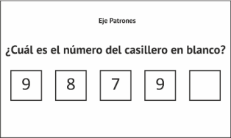 Eje Patrones
¿Cuál es el número del casillero en blanco?
9 8 7 9